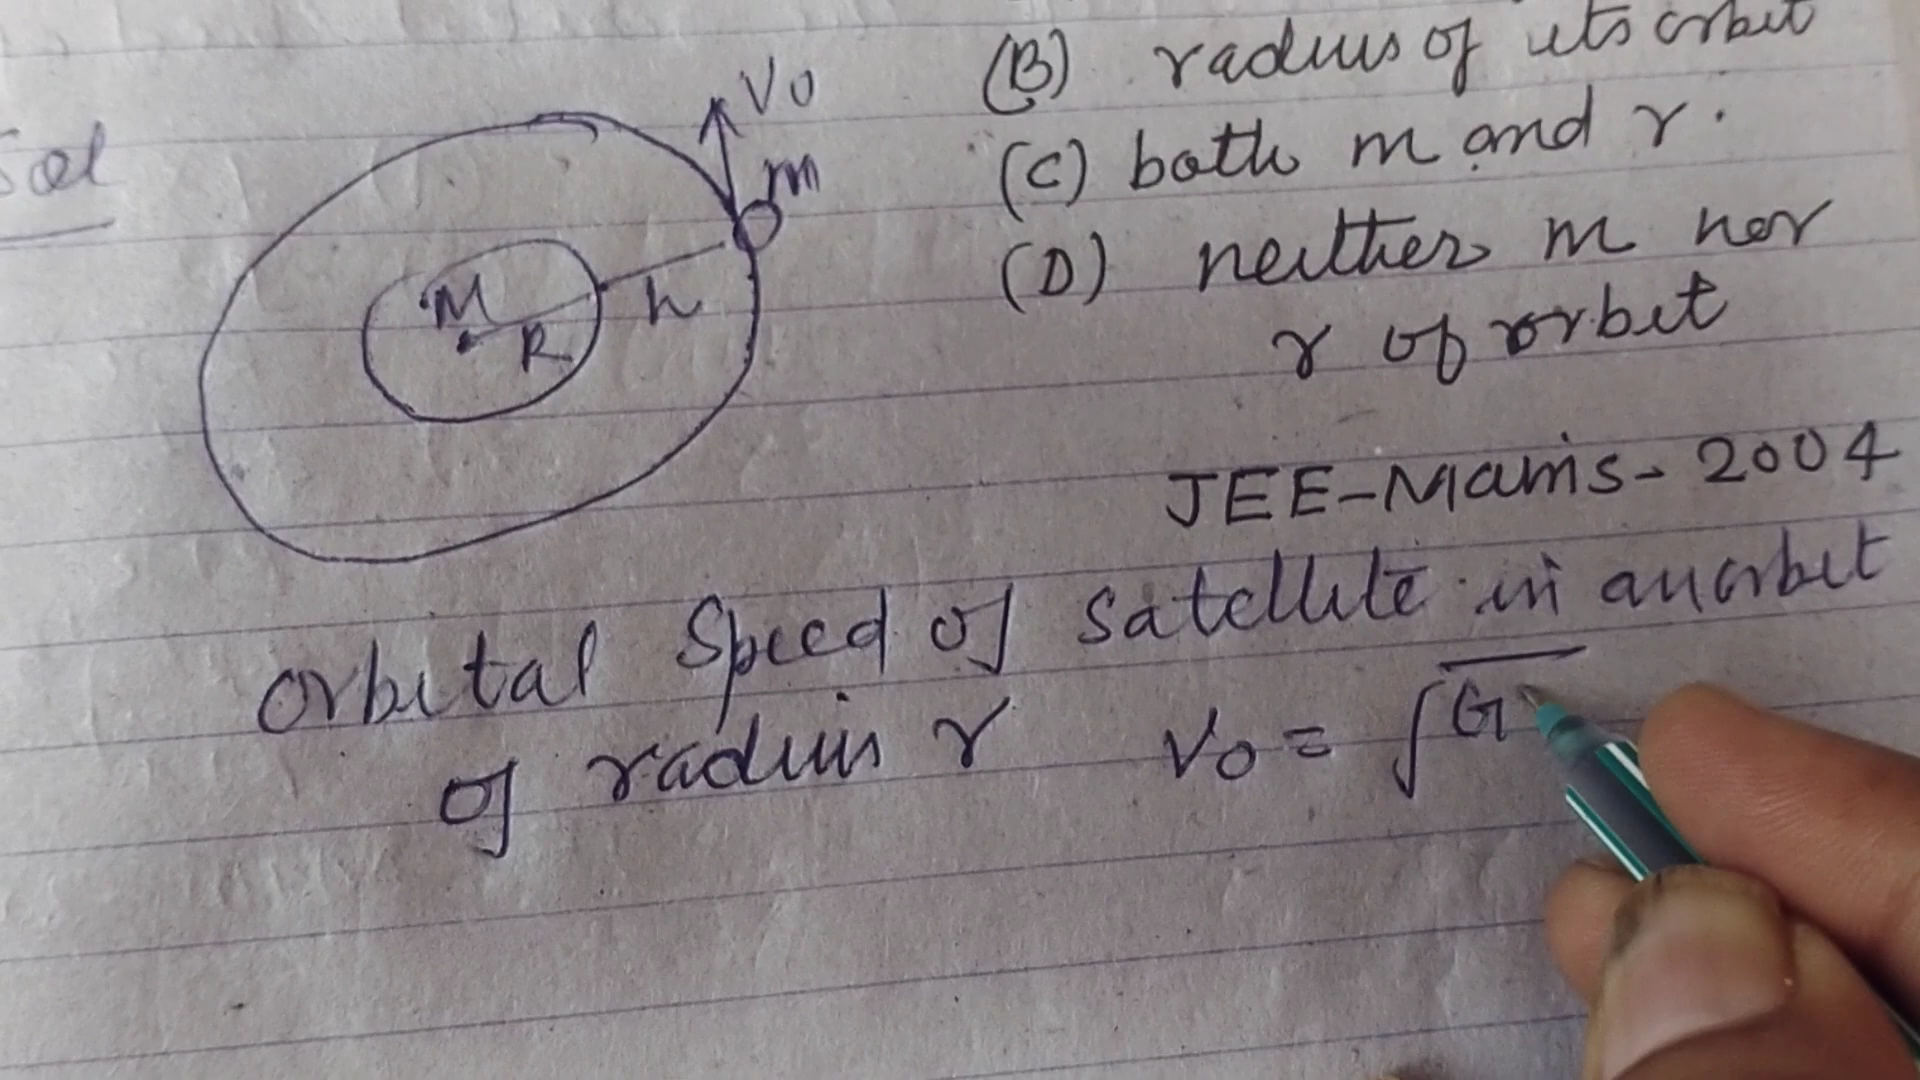 (B) radius of its orbit
(C) both m and r.
(D) neither m nor
r of orbit
JEE-Mains-2004
Sol
Vo
m
M
R
h
orbital Speed of Satellite in an orbit
of radius r Vo = √G